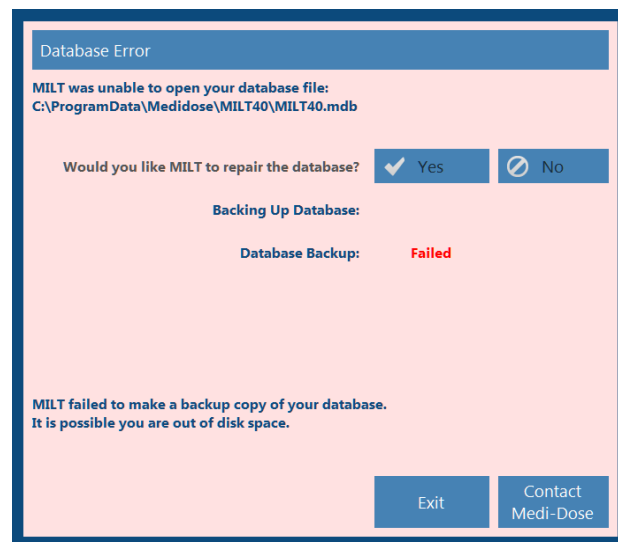 Database Error
MILT was unable to open your database file:
C:\ProgramData\Medidose\MILT40\MILT40.mdb
Would you like MILT to repair the database? Yes No
Backing Up Database:
Database Backup: Failed
MILT failed to make a backup copy of your database.
It is possible you are out of disk space.
Exit
Contact
Medi-Dose